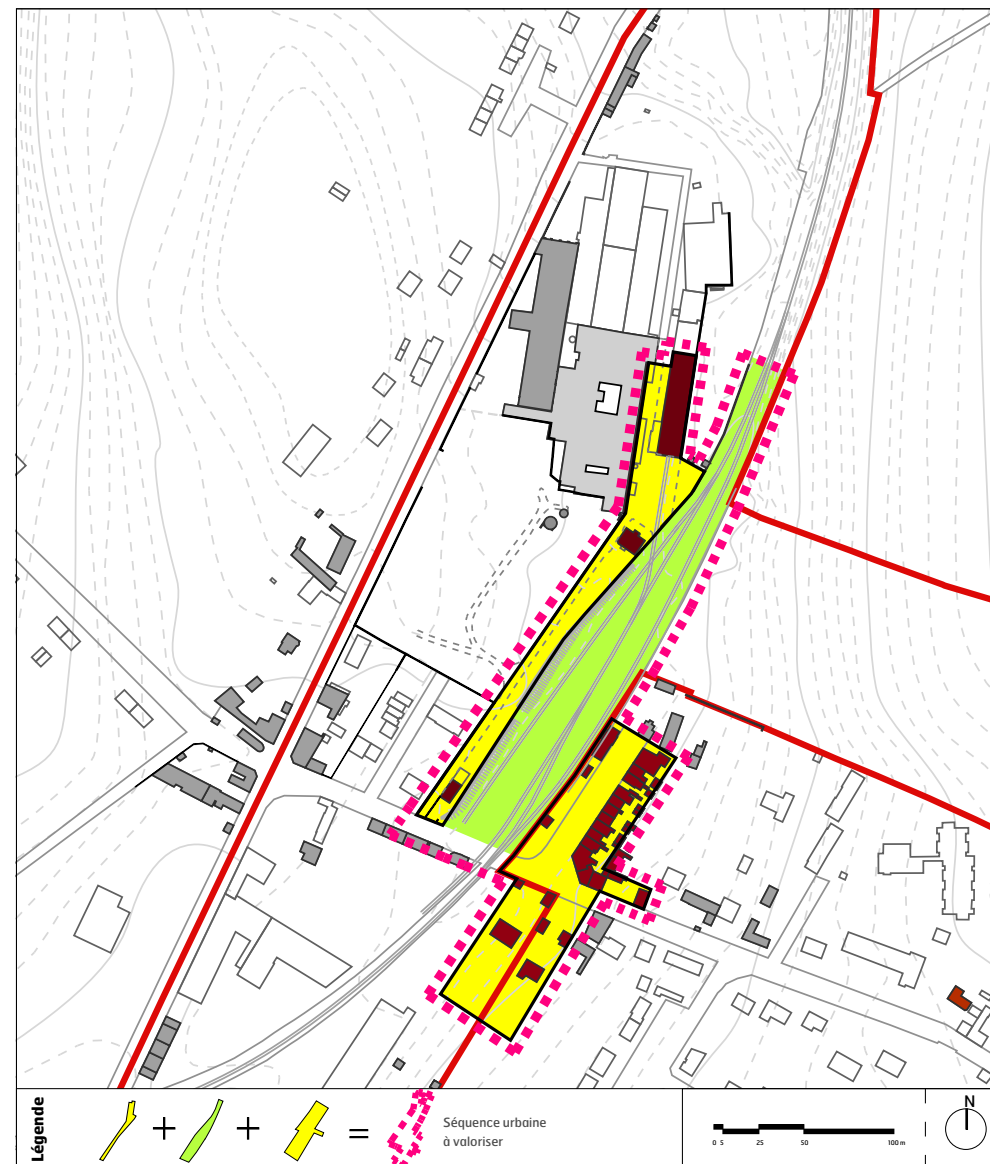 Légende
+
+
=
Séquence urbaine
à valoriser
0 5 25 50 100 m
N